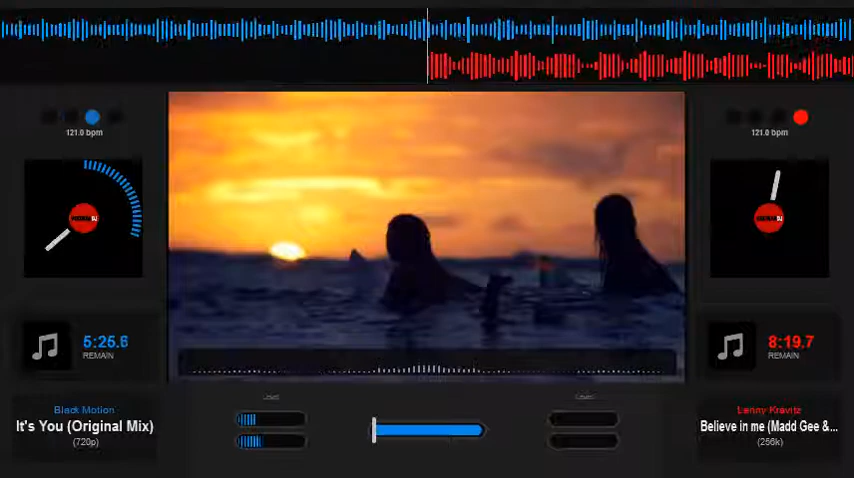 121.0 bpm
121.0 bpm
5:25.6
REMAIN
8:19.7
REMAIN
Black Motion
It's You (Original Mix)
(720p)
Lenny Kravitz
Believe in me (Madd Gee &...
(256k)